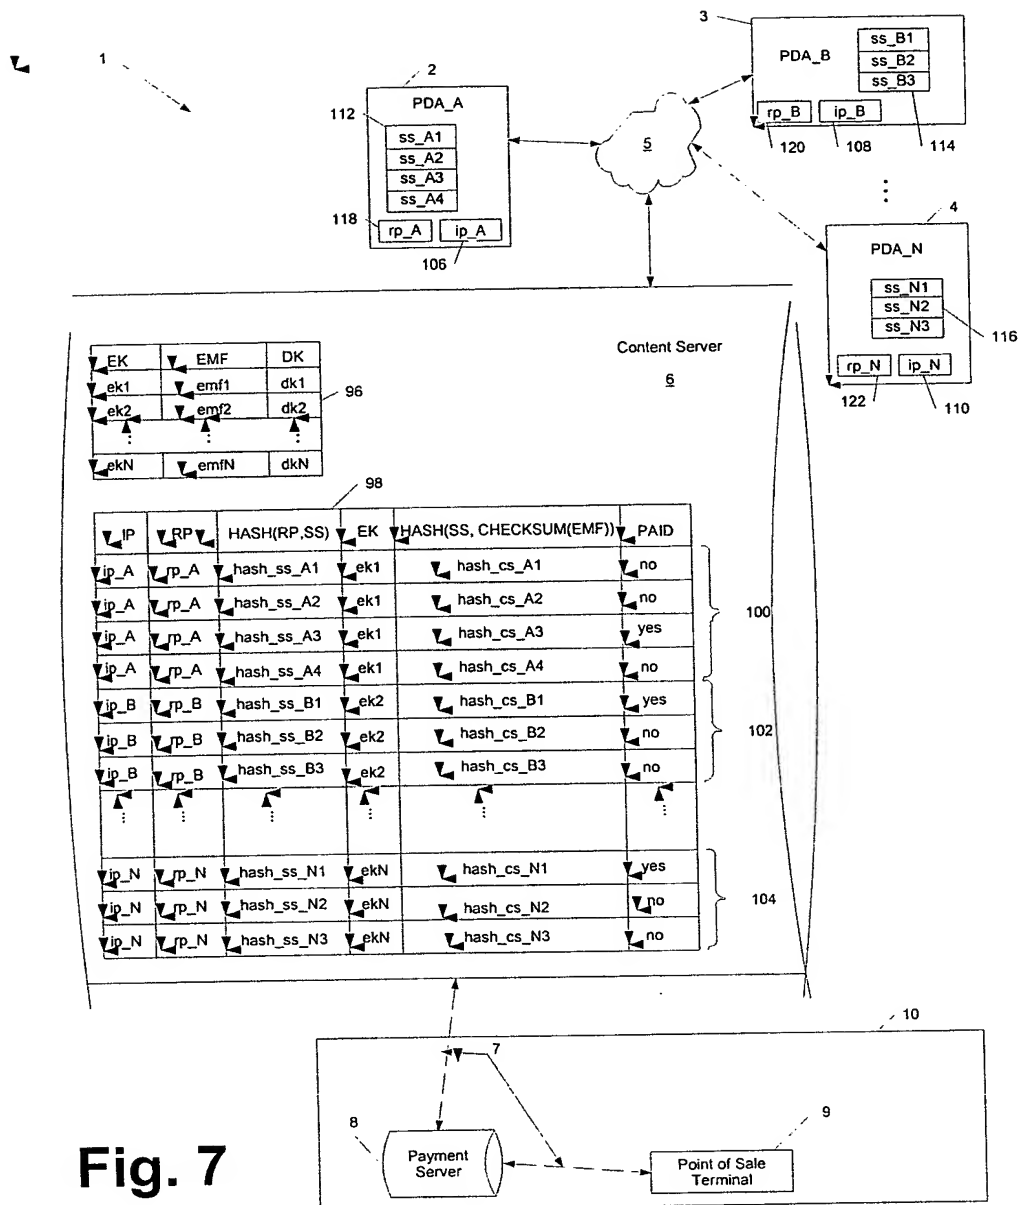 1
2
PDA_A
112
ss_A1
ss_A2
ss_A3
ss_A4
118
rp_A ip_A
106
5
3
PDA_B
ss_B1
ss_B2
ss_B3
rp_B ip_B
120 108 114
4
PDA_N
ss_N1
ss_N2
ss_N3
116
rp_N ip_N
122 110
Content Server
6
EK EMF DK
ek1 emf1 dk1
ek2 emf2 dk2
96
ekN emfN dkN
98
IP RP HASH(RP,SS) EK HASH(SS, CHECKSUM(EMF)) PAID
ip_A rp_A hash_ss_A1 ek1 hash_cs_A1 no
ip_A rp_A hash_ss_A2 ek1 hash_cs_A2 no
100
ip_A rp_A hash_ss_A3 ek1 hash_cs_A3 yes
ip_A rp_A hash_ss_A4 ek1 hash_cs_A4 no
ip_B rp_B hash_ss_B1 ek2 hash_cs_B1 yes
ip_B rp_B hash_ss_B2 ek2 hash_cs_B2 no
102
ip_B rp_B hash_ss_B3 ek2 hash_cs_B3 no
ip_N rp_N hash_ss_N1 ekN hash_cs_N1 yes
ip_N rp_N hash_ss_N2 ekN hash_cs_N2 no
104
ip_N rp_N hash_ss_N3 ekN hash_cs_N3 no
10
7
8
Payment
Server
9
Point of Sale
Terminal
Fig. 7